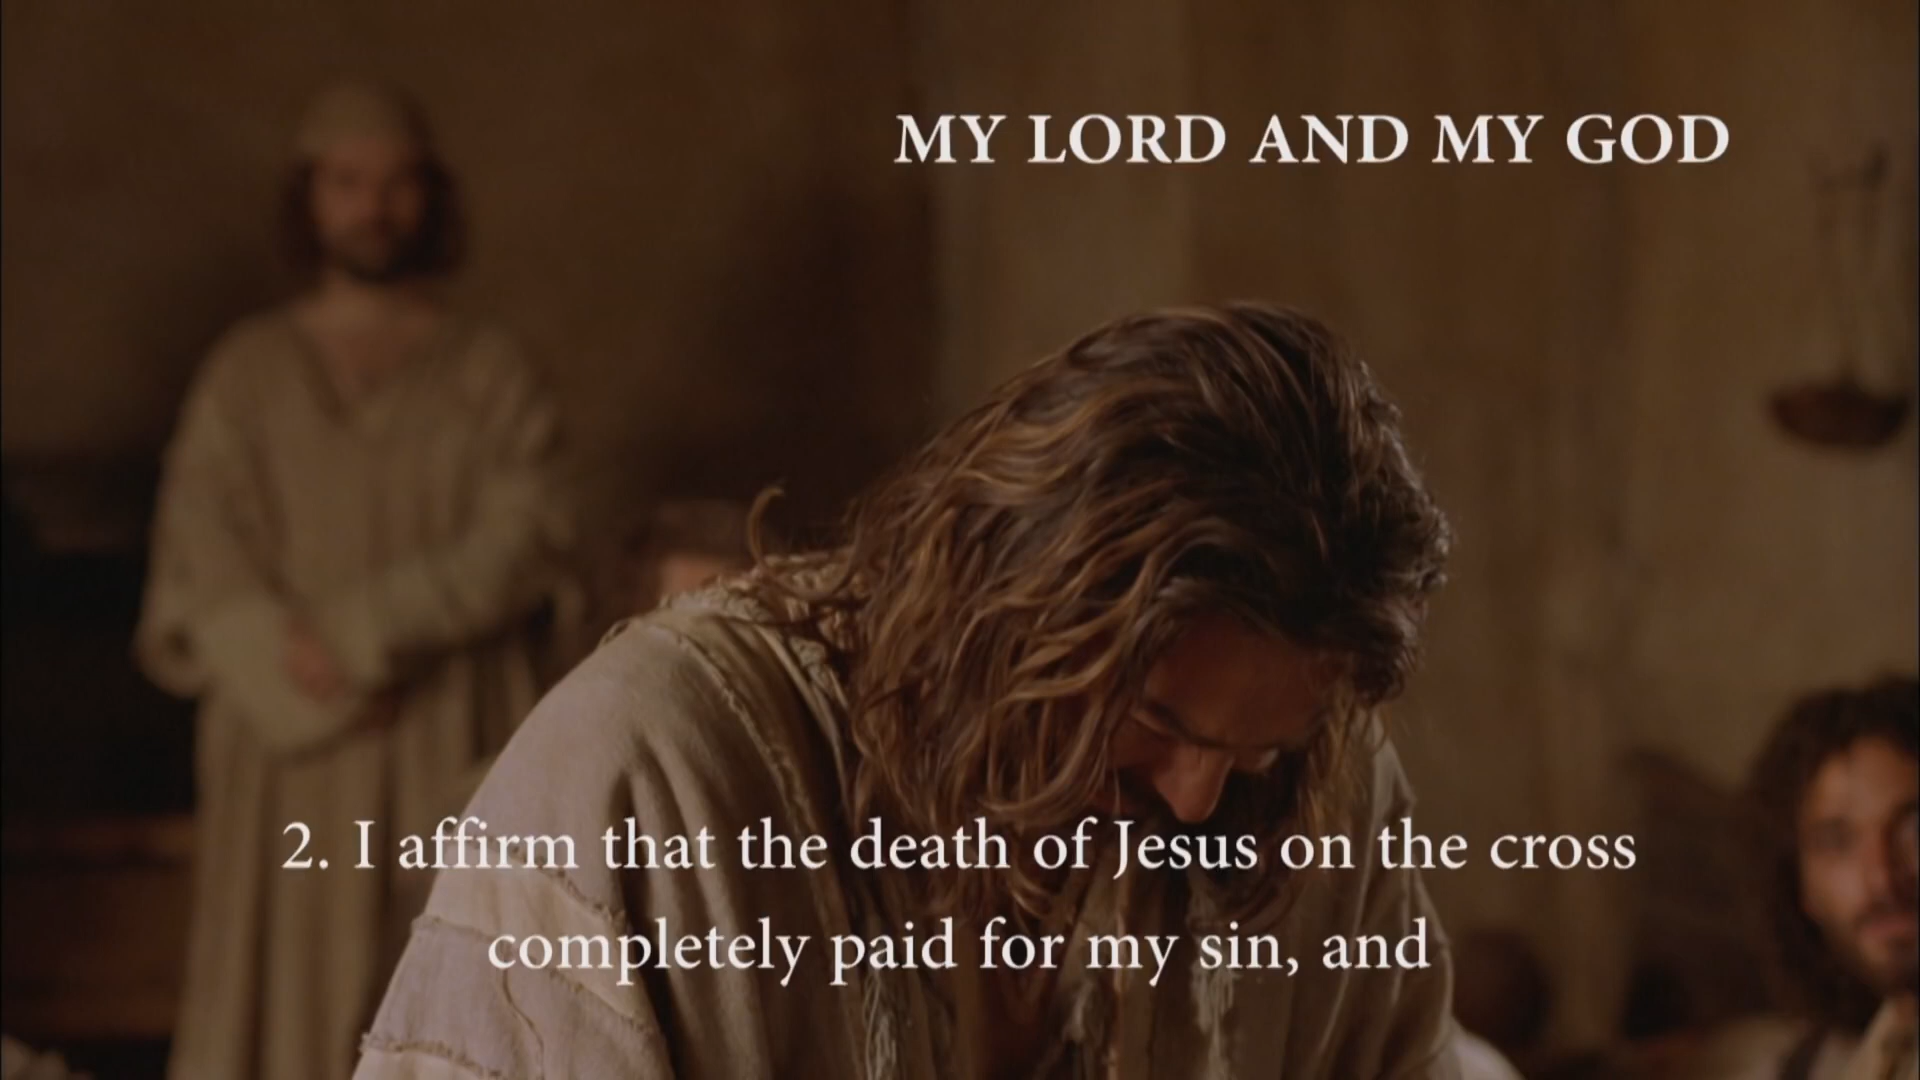 MY LORD AND MY GOD
2. I affirm that the death of Jesus on the cross
completely paid for my sin, and